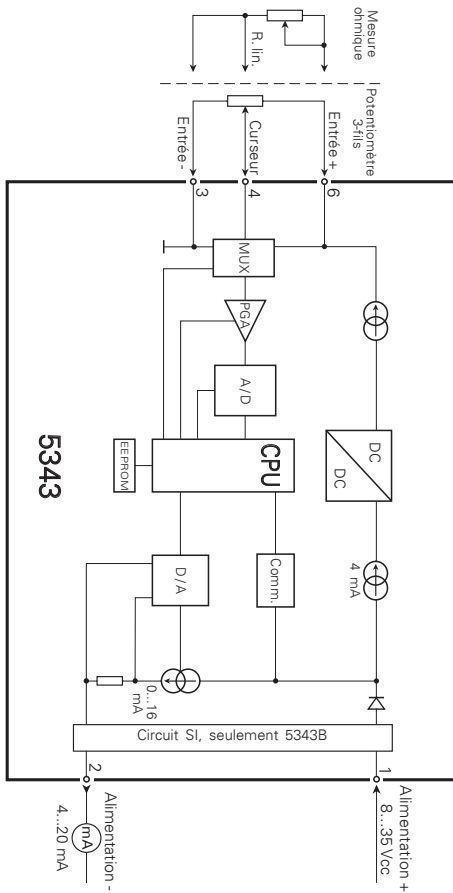 Mesure
ohmique
R. lin.
Potentiomètre
3-fils
Entrée +
Curseur
Entrée -
6
4
3
MUX
PGA
A/D
CPU
EEPROM
DC
DC
4 mA
Comm.
D/A
0...16
mA
5343
Circuit SI, seulement 5343B
1
2
Alimentation +
8...35 Vcc
Alimentation -
mA
4...20 mA